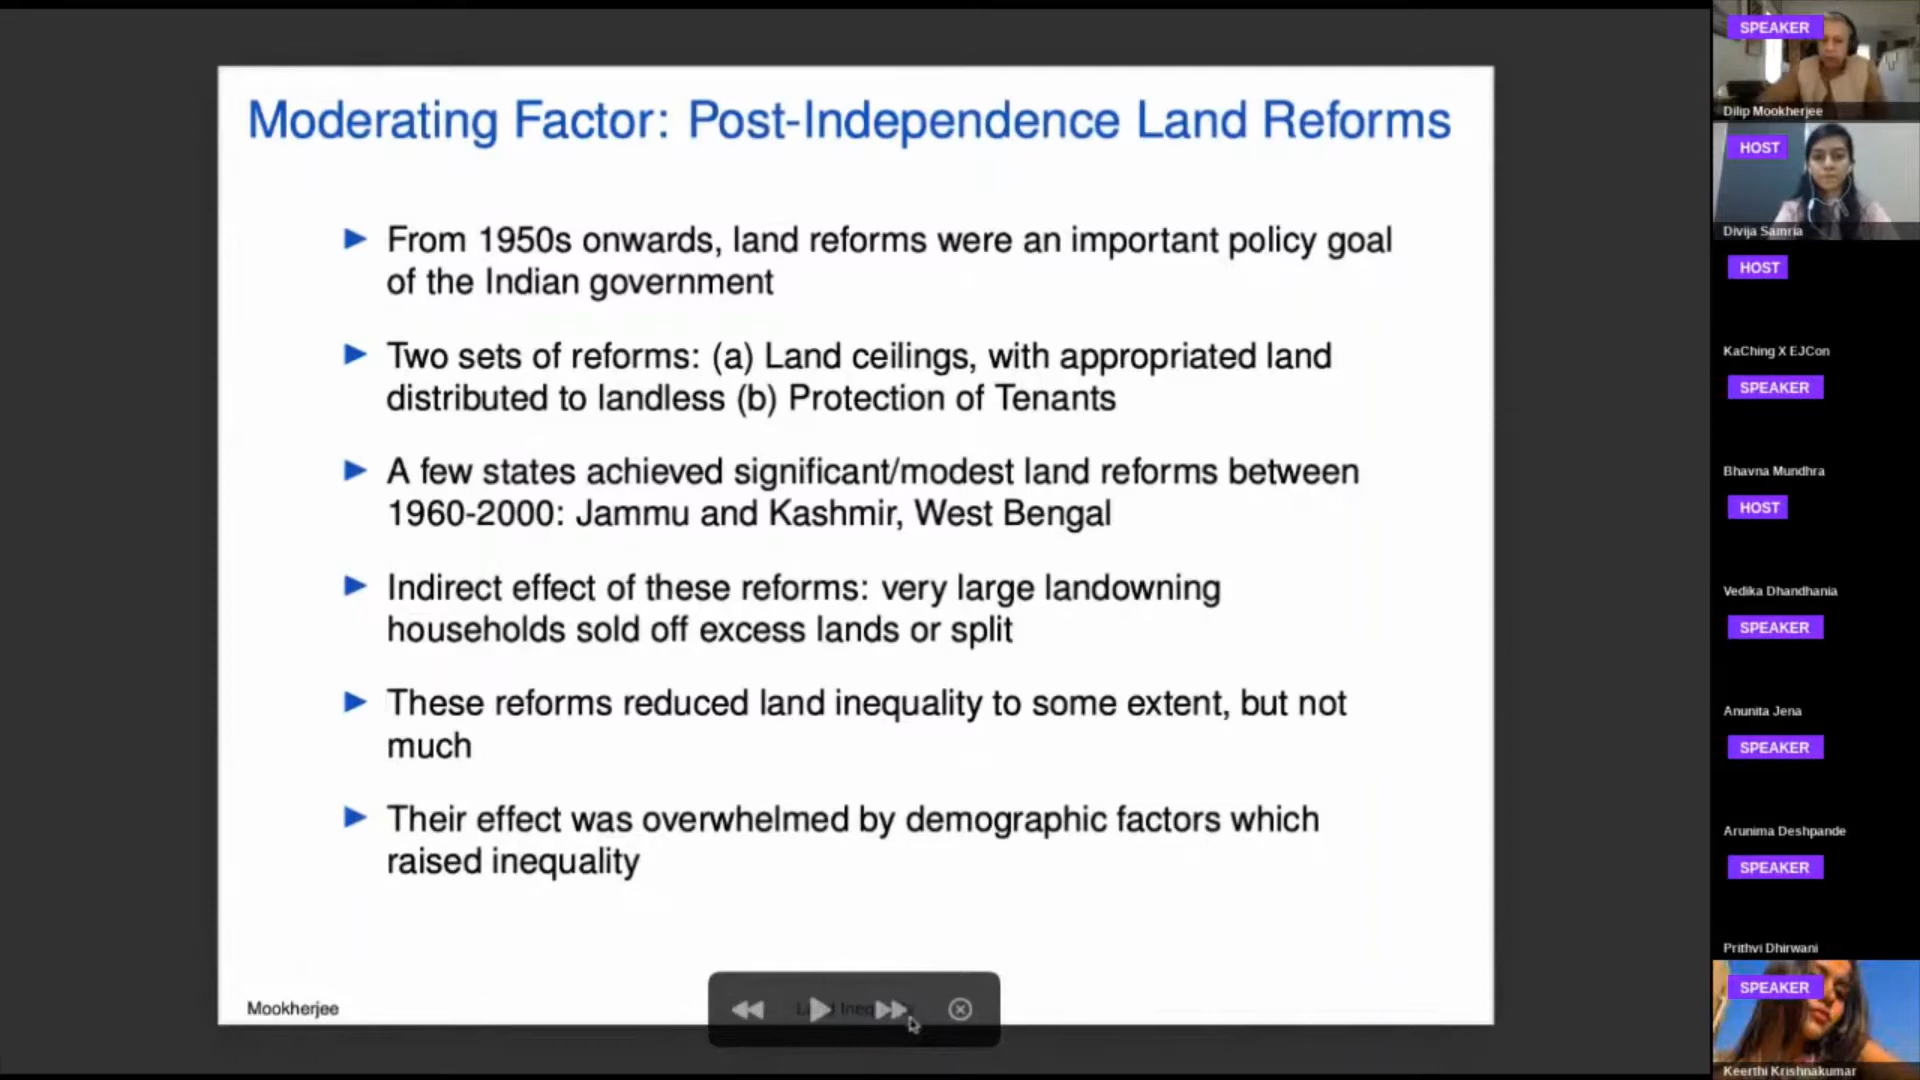 Moderating Factor: Post-Independence Land Reforms
From 1950s onwards, land reforms were an important policy goal
of the Indian government
Two sets of reforms: (a) Land ceilings, with appropriated land
distributed to landless (b) Protection of Tenants
A few states achieved significant/modest land reforms between
1960-2000: Jammu and Kashmir, West Bengal
Indirect effect of these reforms: very large landowning
households sold off excess lands or split
These reforms reduced land inequality to some extent, but not
much
Their effect was overwhelmed by demographic factors which
raised inequality
Mookherjee
SPEAKER
Dilip Mookherjee
HOST
Divija Samria
HOST
KaChing X EJCon
SPEAKER
Bhavna Mundhra
HOST
Vedika Dhandhania
SPEAKER
Anunita Jena
SPEAKER
Arunima Deshpande
SPEAKER
Prithvi Dhirwani
SPEAKER
Keerthi Krishnakumar